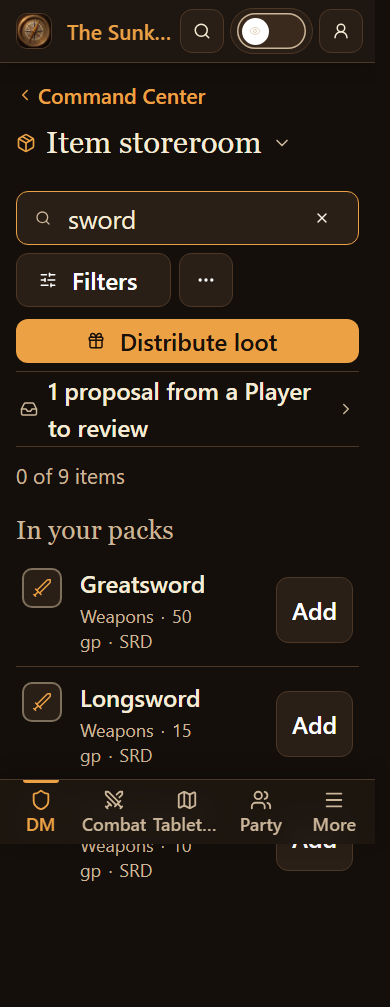 The Sunk...
Command Center
Item storeroom
sword
Filters
...
Distribute loot
1 proposal from a Player
to review
0 of 9 items
In your packs
Greatsword
Weapons · 50
gp · SRD
Add
Longsword
Weapons · 15
gp · SRD
Add
DM
Combat
Tablet...
Party
More
Weapons · 10
gp · SRD
Add